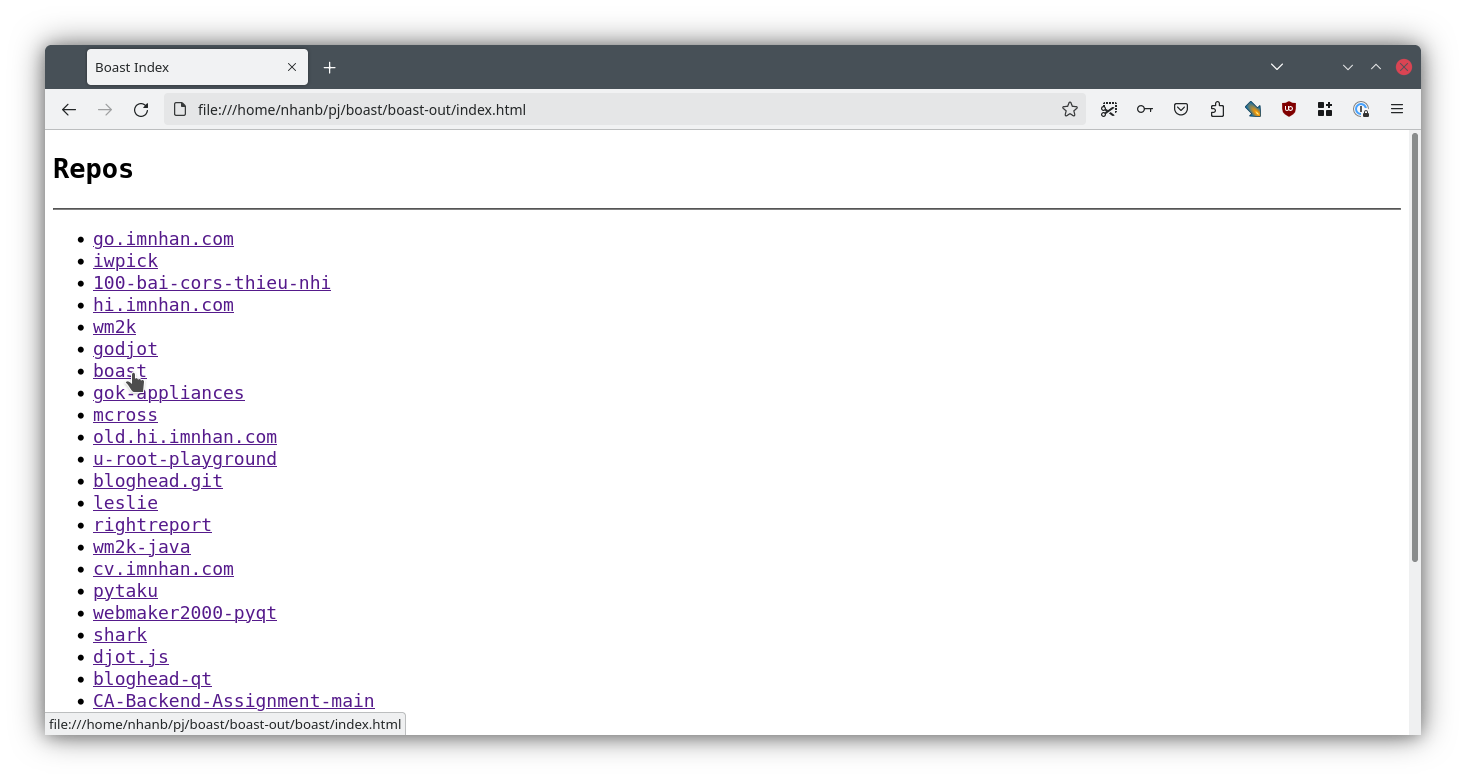 Boast Index
file:///home/nhanb/pj/boast/boast-out/index.html
Repos
go.imnhan.com
iwpick
100-bai-cors-thieu-nhi
hi.imnhan.com
wm2k
godjot
boast
gok-appliances
mcross
old.hi.imnhan.com
u-root-playground
bloghead.git
leslie
rightreport
wm2k-java
cv.imnhan.com
pytaku
webmaker2000-pyqt
shark
djot.js
bloghead-qt
CA-Backend-Assignment-main
file:///home/nhanb/pj/boast/boast-out/boast/index.html